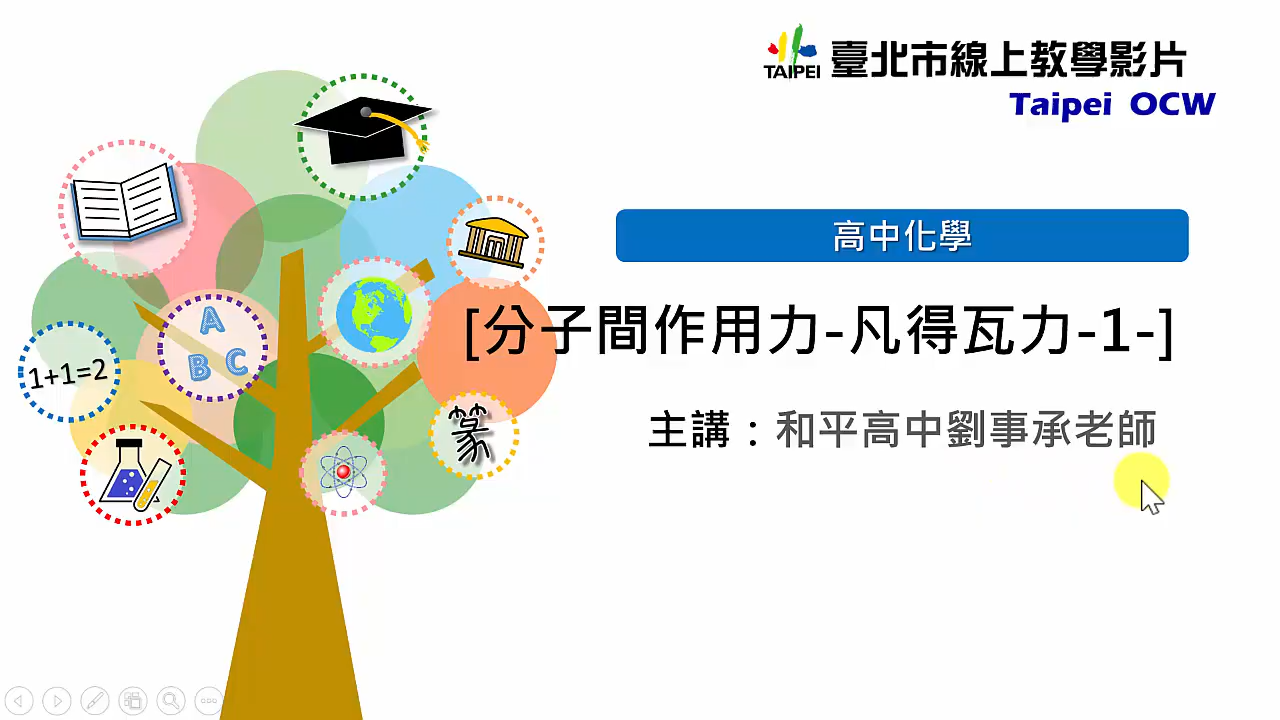 TAIPEI 臺北市線上教學影片
Taipei OCW
高中化學
[分子間作用力-凡得瓦力-1-]
主講：和平高中劉事承老師
A
B C
1+1=2
篆